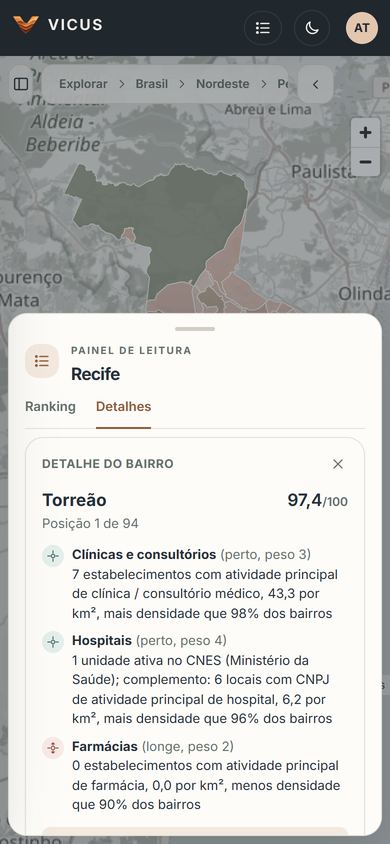 VICUS
AT
Área de
Aldeia -
Beberibe
Explorar > Brasil > Nordeste > Pe
Abreu e Lima
Paulista
ourenço
Mata
Olinda
PAINEL DE LEITURA
Recife
Ranking
Detalhes
DETALHE DO BAIRRO
Torreão
97,4/100
Posição 1 de 94
Clínicas e consultórios (perto, peso 3)
7 estabelecimentos com atividade principal
de clínica / consultório médico, 43,3 por
km², mais densidade que 98% dos bairros
Hospitais (perto, peso 4)
1 unidade ativa no CNES (Ministério da
Saúde); complemento: 6 locais com CNPJ
de atividade principal de hospital, 6,2 por
km², mais densidade que 96% dos bairros
Farmácias (longe, peso 2)
0 estabelecimentos com atividade principal
de farmácia, 0,0 por km², menos densidade
que 90% dos bairros
ostinho